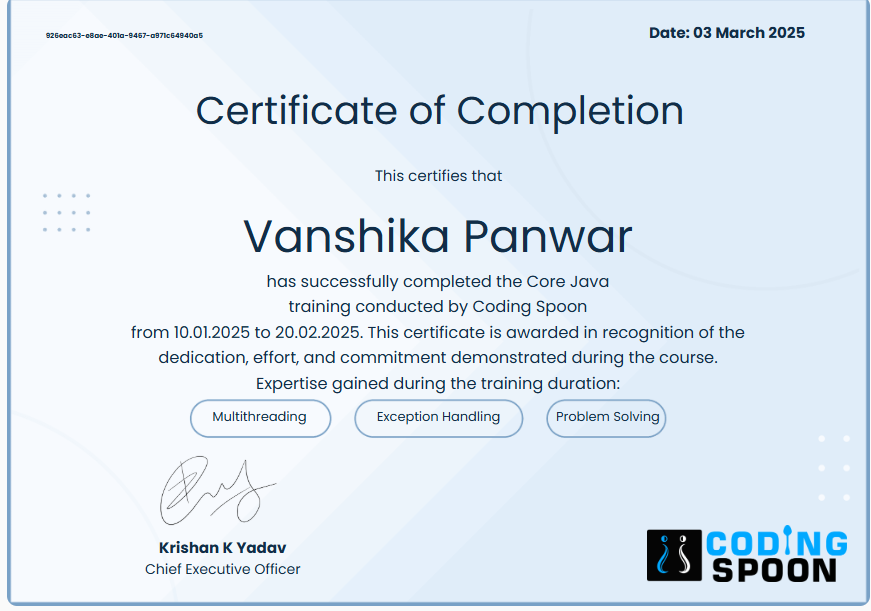 926eac63-e8ae-401a-9467-a971c64940a5
Date: 03 March 2025
Certificate of Completion
This certifies that
Vanshika Panwar
has successfully completed the Core Java
training conducted by Coding Spoon
from 10.01.2025 to 20.02.2025. This certificate is awarded in recognition of the
dedication, effort, and commitment demonstrated during the course.
Expertise gained during the training duration:
Multithreading Exception Handling Problem Solving
Krishan K Yadav
Chief Executive Officer
CODING
SPOON